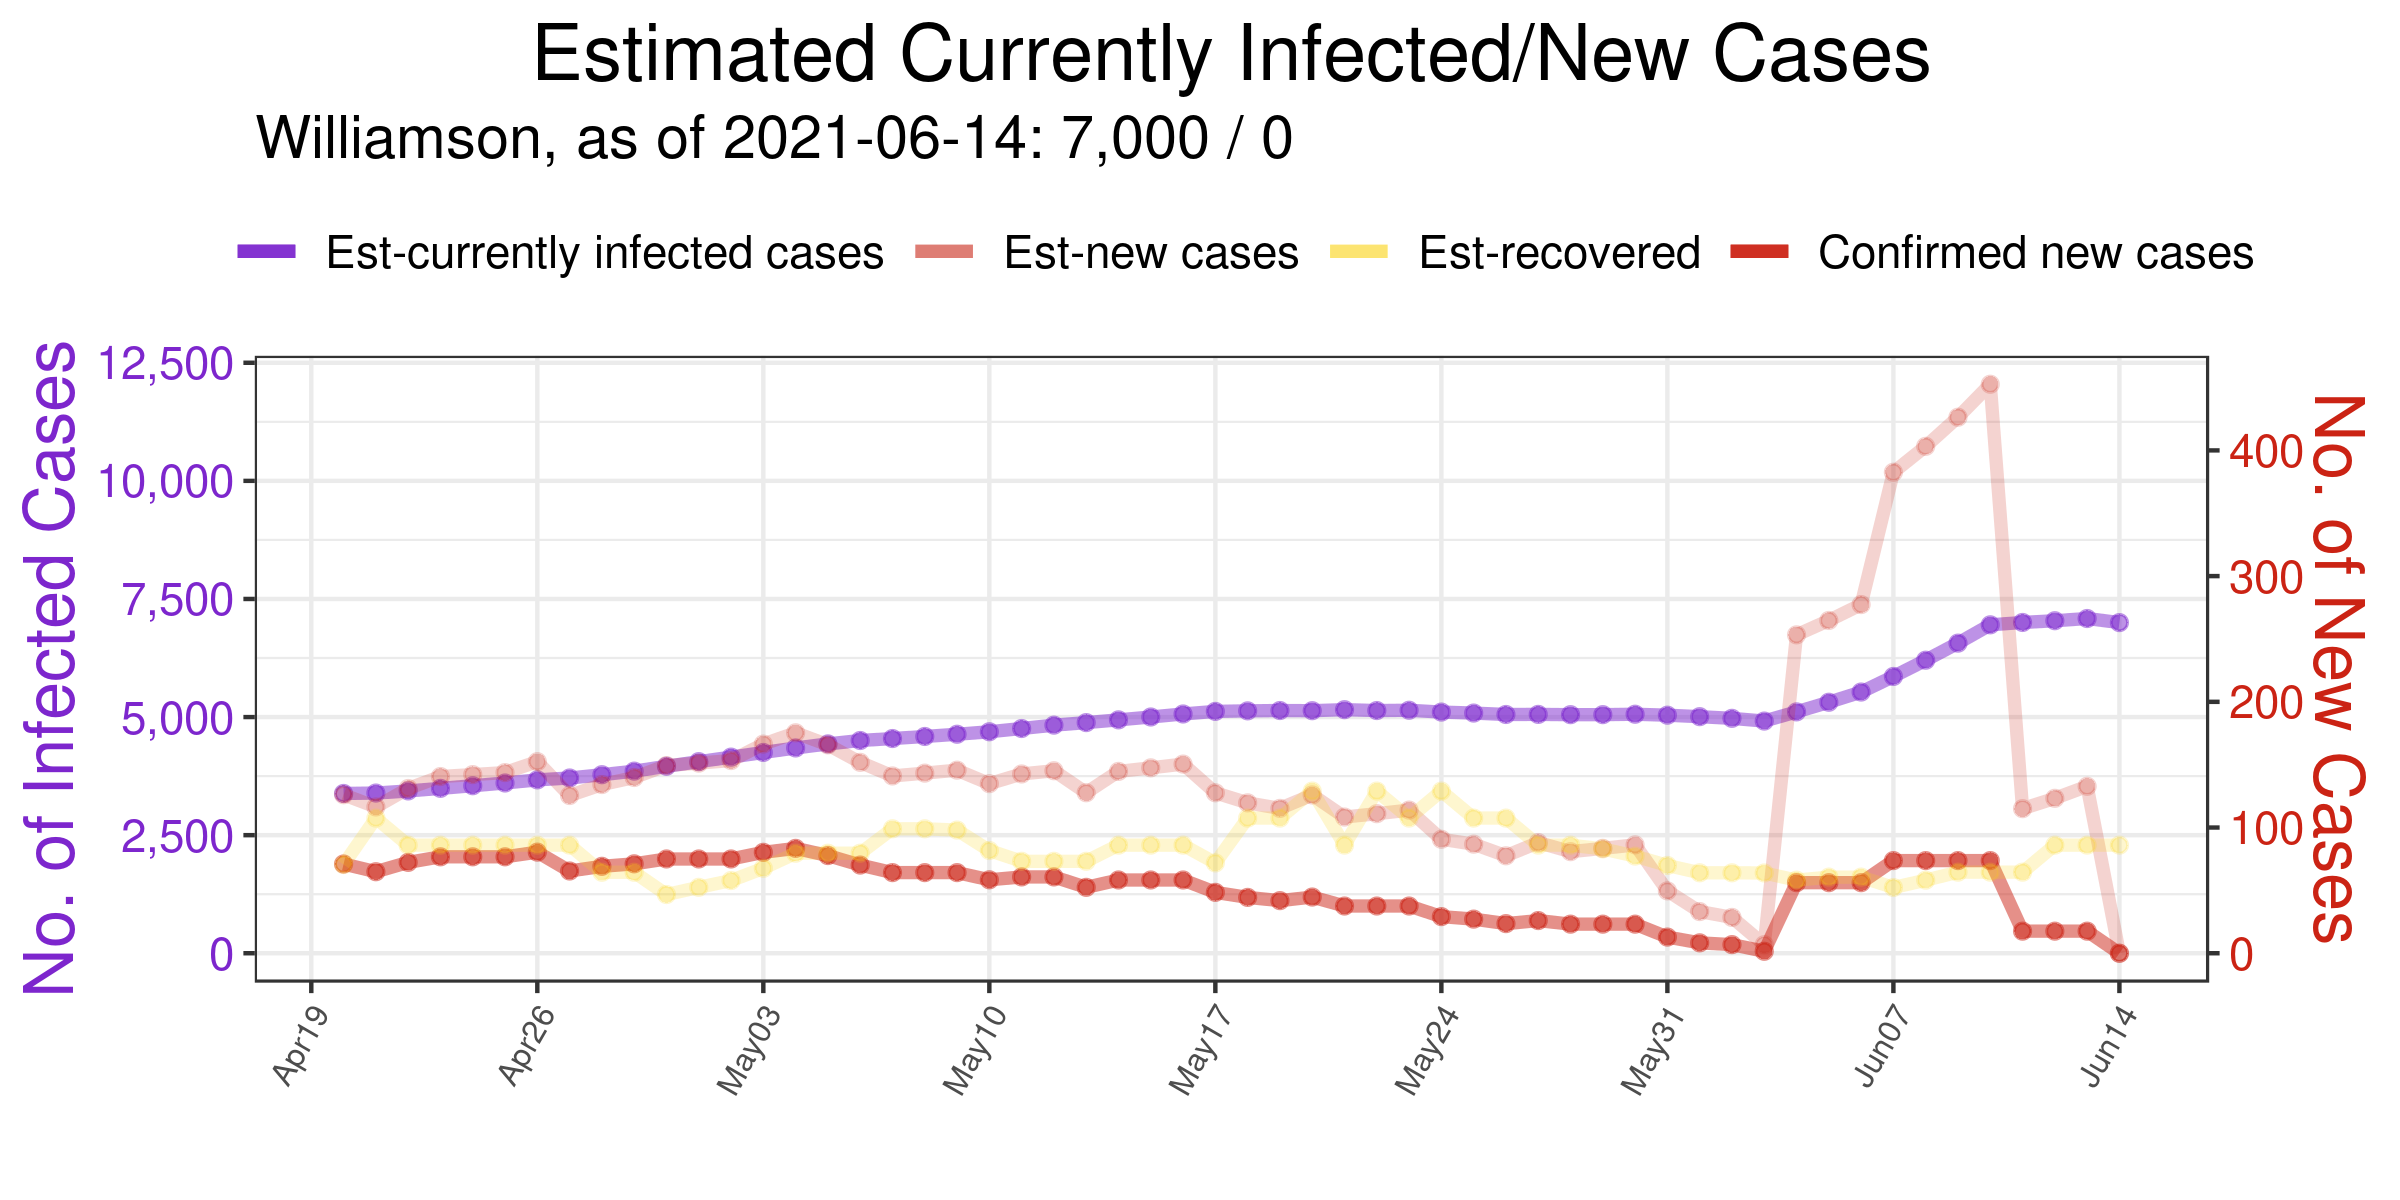 Estimated Currently Infected/New Cases
Williamson, as of 2021-06-14: 7,000 / 0
Est-currently infected cases
Est-new cases
Est-recovered
Confirmed new cases
No. of Infected Cases
12,500
10,000
7,500
5,000
2,500
0
400
300
200
100
0
No. of New Cases
Apr19
Apr26
May03
May10
May17
May24
May31
Jun07
Jun14